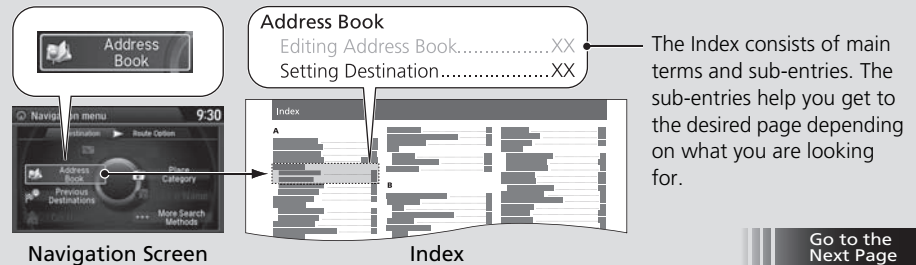 Address
Book
Address Book
Editing Address Book................XX
Setting Destination....................XX
The Index consists of main
terms and sub-entries. The
sub-entries help you get to
the desired page depending
on what you are looking
for.
Navigation menu 9:30
Destination Route Option
Address
Book
Place
Category
Previous
Destinations
More Search
Methods
Index
A
B
Navigation Screen
Index
Go to the
Next Page